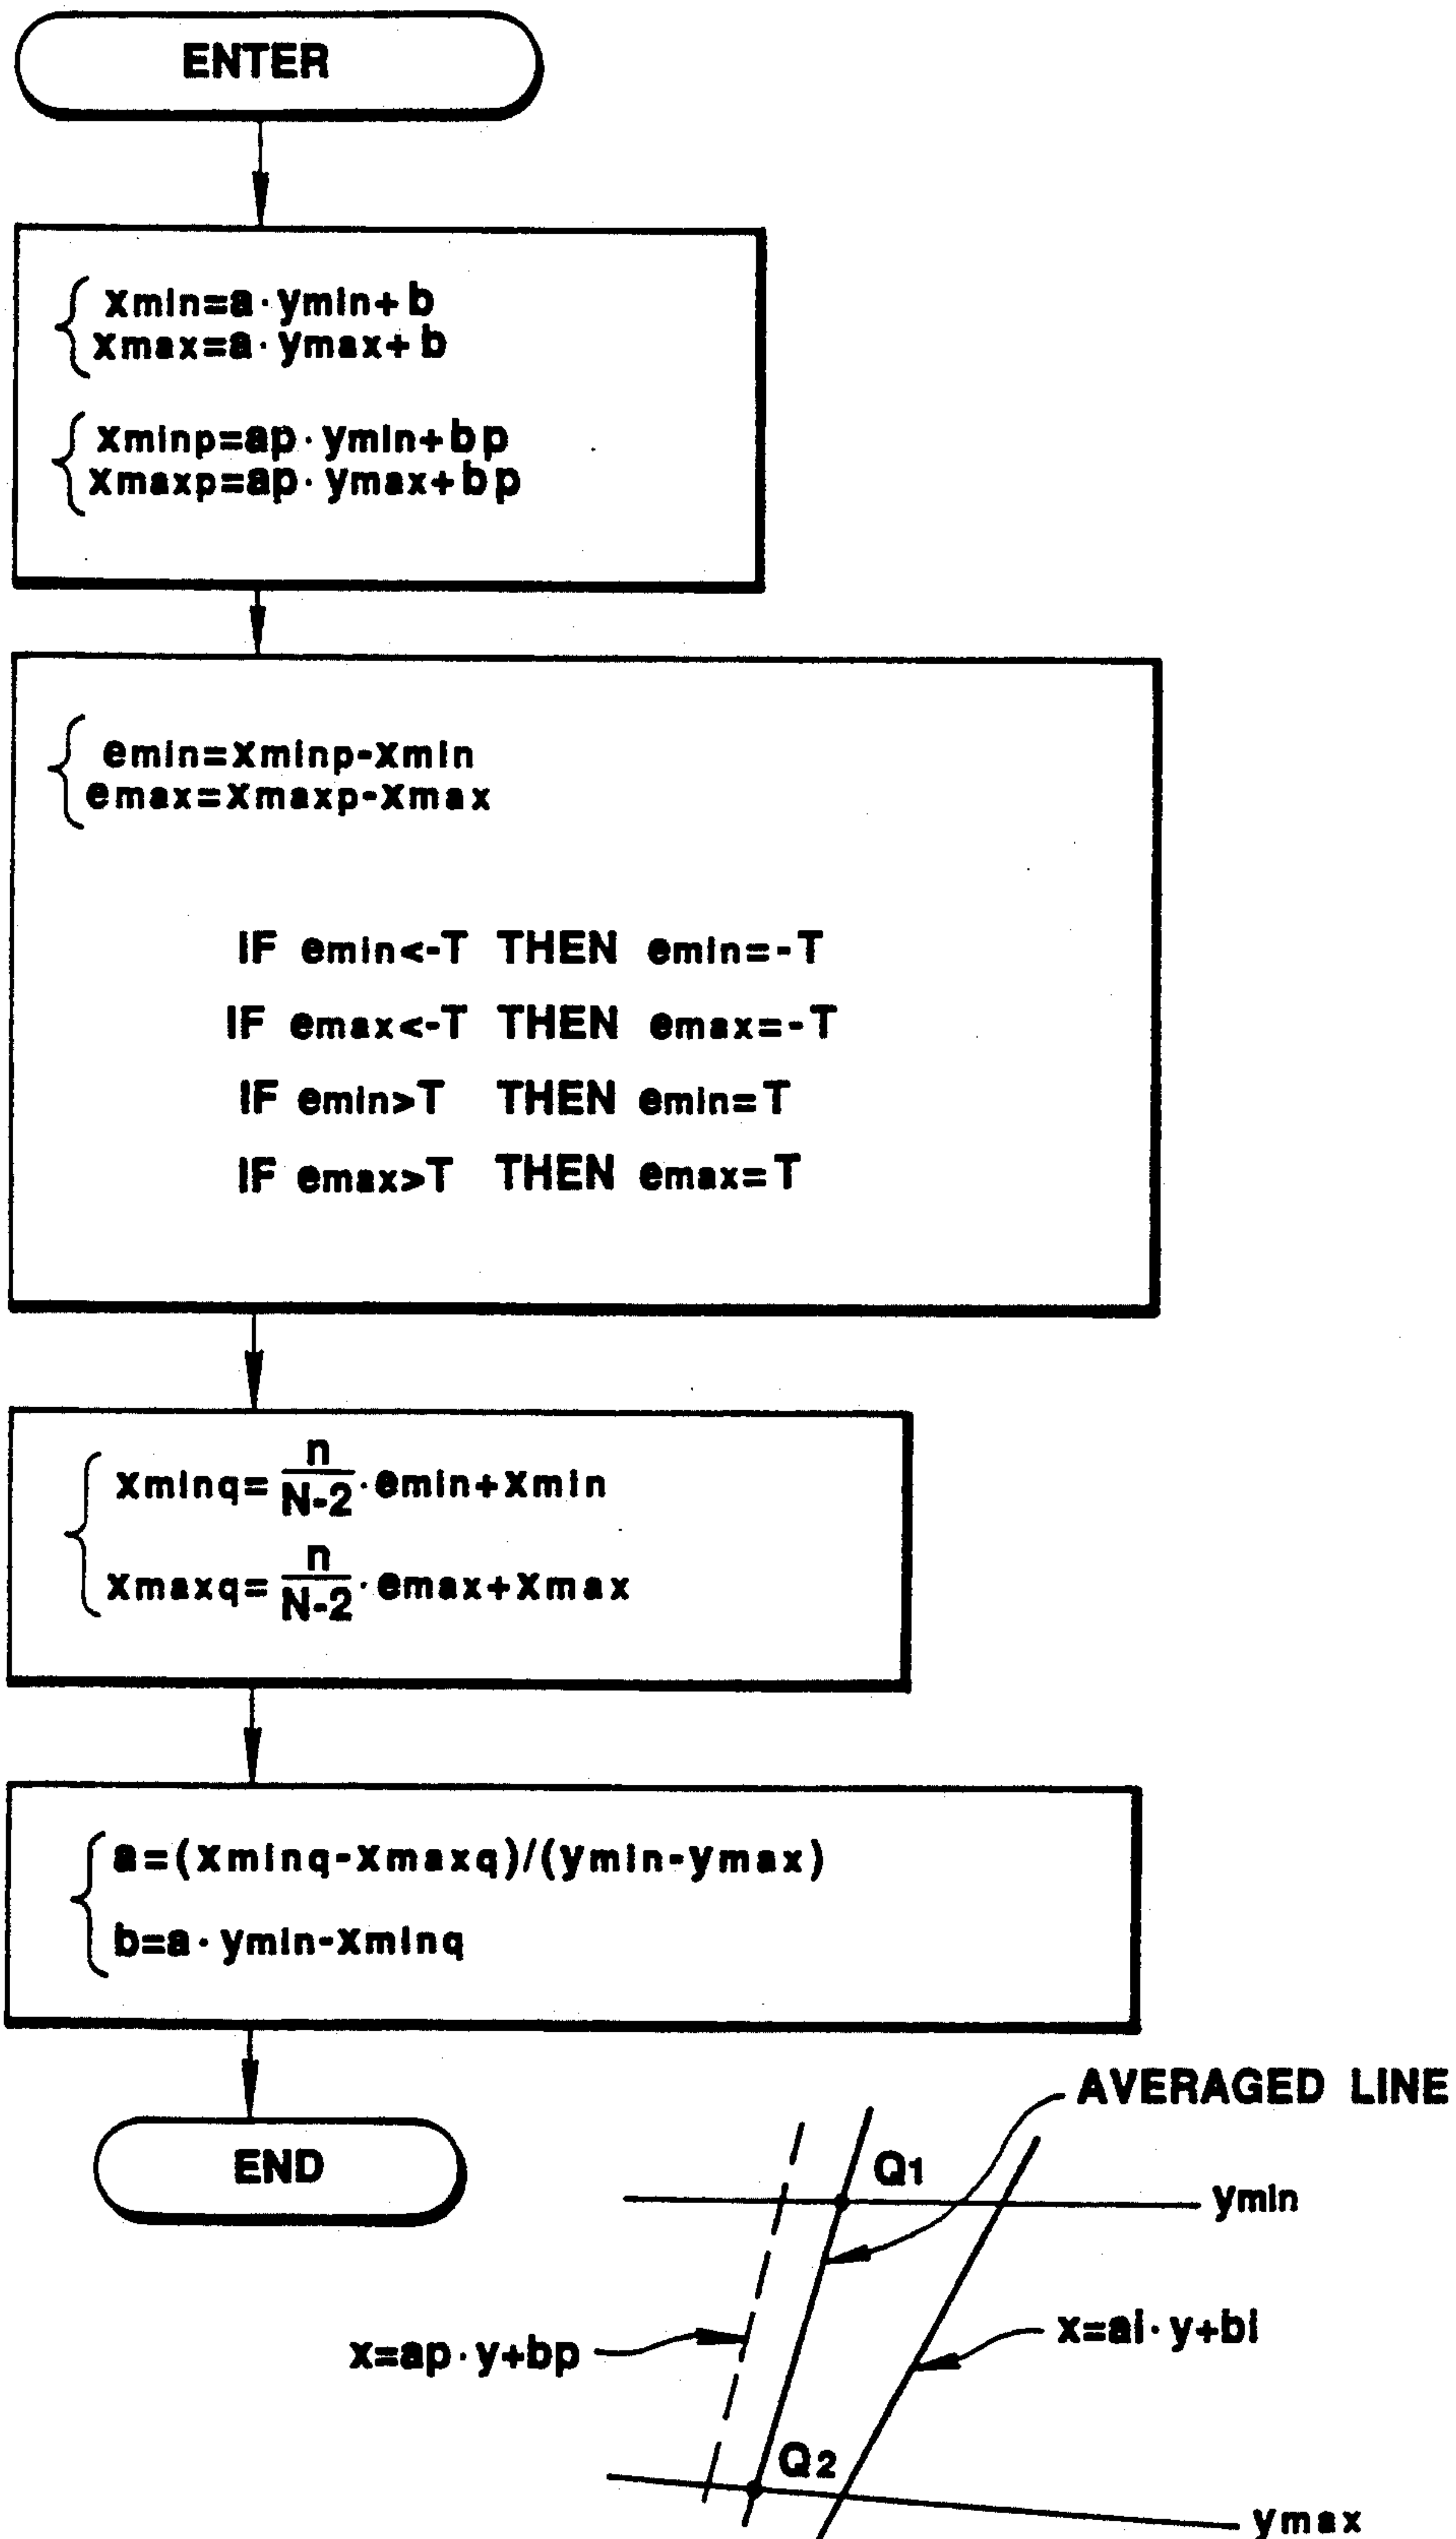 ENTER
xmin=a·ymin+b
xmax=a·ymax+b
xminp=ap·ymin+bp
xmaxp=ap·ymax+bp
emin=xminp-xmin
emax=xmaxp-xmax
IF emin<-T THEN emin=-T
IF emax<-T THEN emax=-T
IF emin>T THEN emin=T
IF emax>T THEN emax=T
xminq= n/N-2 ·emin+xmin
xmaxq= n/N-2 ·emax+xmax
a=(xminq-xmaxq)/(ymin-ymax)
b=a·ymin-xminq
END
AVERAGED LINE
Q1
ymin
x=ai·y+bi
x=ap·y+bp
Q2
ymax